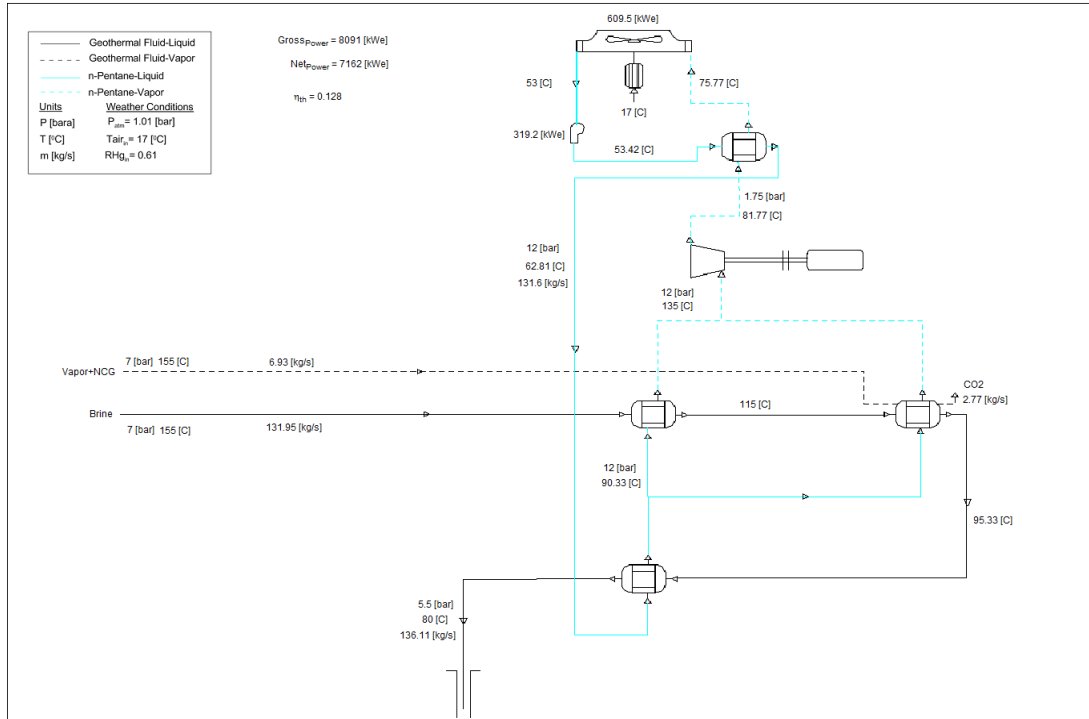 609.5 [kWe]
Geothermal Fluid-Liquid
Geothermal Fluid-Vapor
n-Pentane-Liquid
n-Pentane-Vapor
Units Weather Conditions
P [bara] Patm= 1.01 [bar]
T [ºC] Tairin= 17 [ºC]
m [kg/s] RHgin= 0.61
GrossPower = 8091 [kWe]
NetPower = 7162 [kWe]
ηth = 0.128
53 [C]
75.77 [C]
17 [C]
319.2 [kWe]
53.42 [C]
1.75 [bar]
81.77 [C]
12 [bar]
62.81 [C]
131.6 [kg/s]
12 [bar]
135 [C]
7 [bar] 155 [C] 6.93 [kg/s]
Vapor+NCG
CO2
2.77 [kg/s]
Brine
115 [C]
7 [bar] 155 [C] 131.95 [kg/s]
12 [bar]
90.33 [C]
95.33 [C]
5.5 [bar]
80 [C]
136.11 [kg/s]